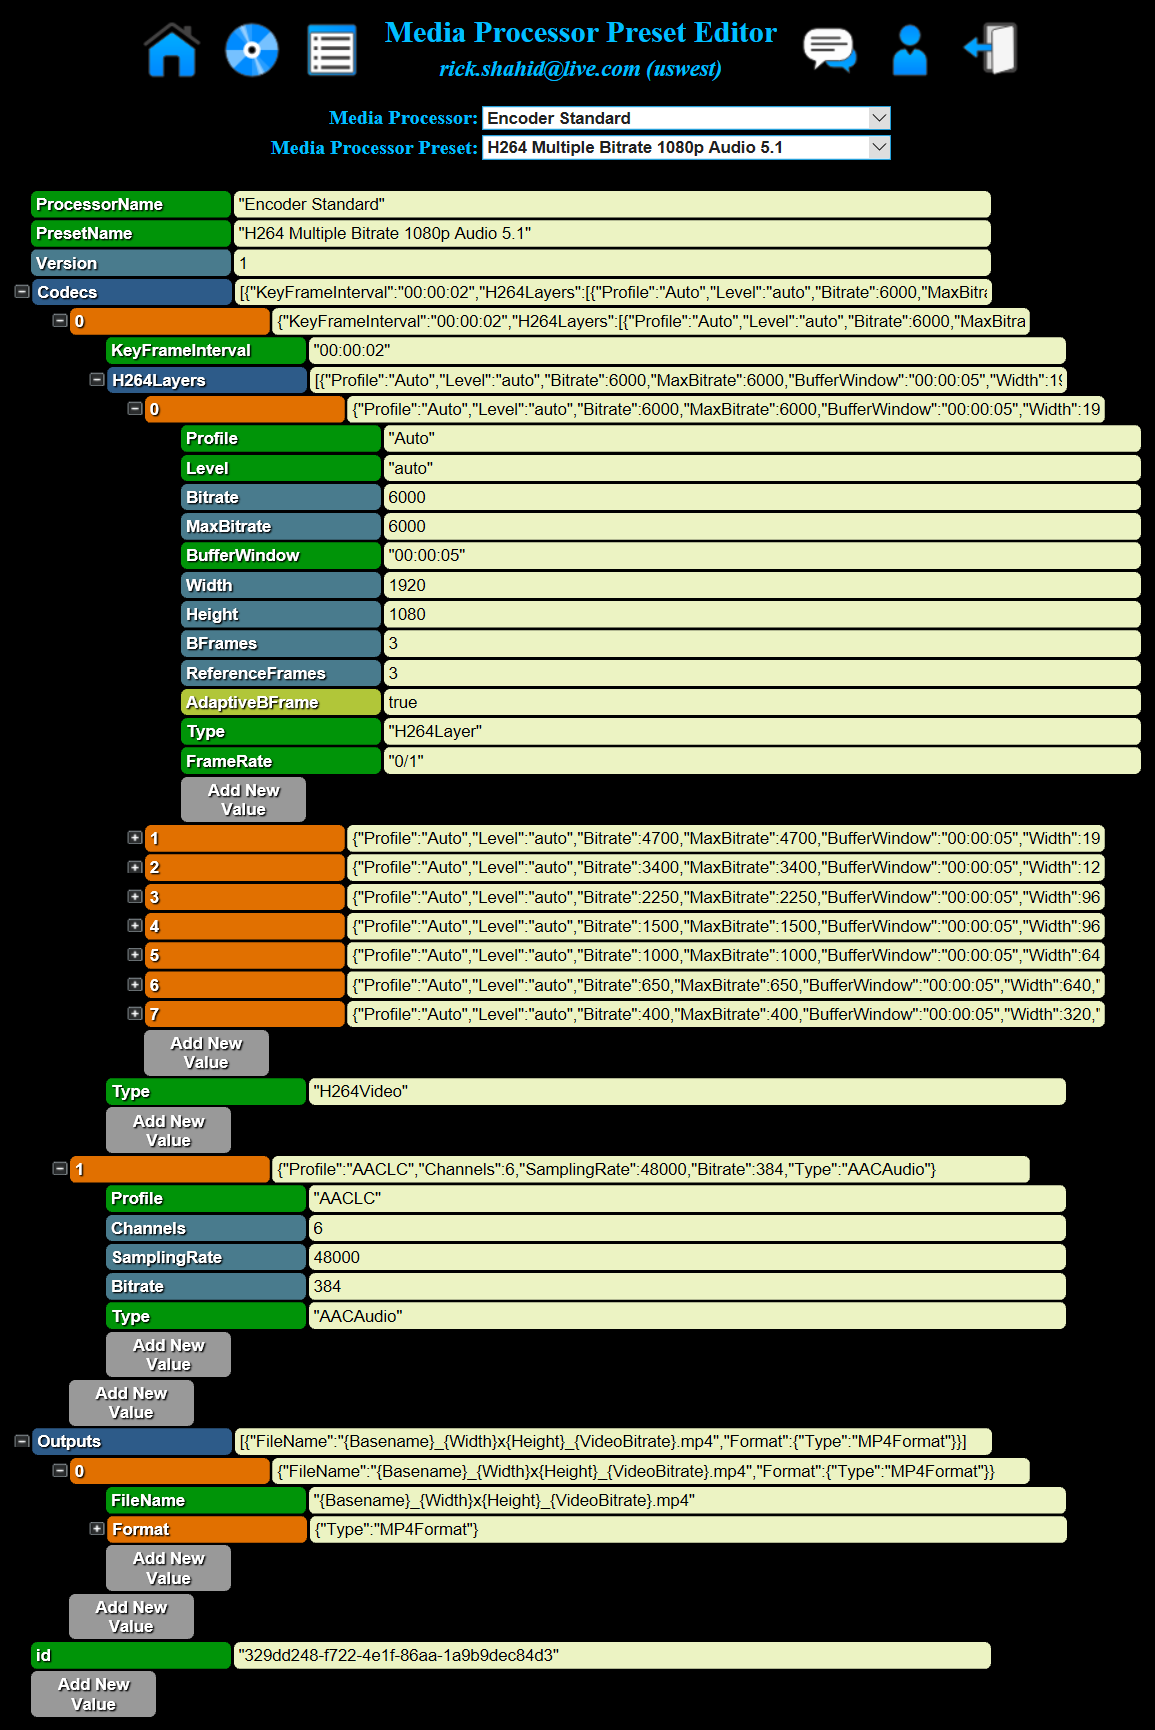 Media Processor Preset Editor
rick.shahid@live.com (uswest)
Media Processor: Encoder Standard
Media Processor Preset: H264 Multiple Bitrate 1080p Audio 5.1
ProcessorName "Encoder Standard"
PresetName "H264 Multiple Bitrate 1080p Audio 5.1"
Version 1
Codecs [{"KeyFrameInterval":"00:00:02","H264Layers":[{"Profile":"Auto","Level":"auto","Bitrate":6000,"MaxBitra
0 {"KeyFrameInterval":"00:00:02","H264Layers":[{"Profile":"Auto","Level":"auto","Bitrate":6000,"MaxBitra
KeyFrameInterval "00:00:02"
H264Layers [{"Profile":"Auto","Level":"auto","Bitrate":6000,"MaxBitrate":6000,"BufferWindow":"00:00:05","Width":19
0 {"Profile":"Auto","Level":"auto","Bitrate":6000,"MaxBitrate":6000,"BufferWindow":"00:00:05","Width":19
Profile "Auto"
Level "auto"
Bitrate 6000
MaxBitrate 6000
BufferWindow "00:00:05"
Width 1920
Height 1080
BFrames 3
ReferenceFrames 3
AdaptiveBFrame true
Type "H264Layer"
FrameRate "0/1"
Add New
Value
1 {"Profile":"Auto","Level":"auto","Bitrate":4700,"MaxBitrate":4700,"BufferWindow":"00:00:05","Width":19
2 {"Profile":"Auto","Level":"auto","Bitrate":3400,"MaxBitrate":3400,"BufferWindow":"00:00:05","Width":12
3 {"Profile":"Auto","Level":"auto","Bitrate":2250,"MaxBitrate":2250,"BufferWindow":"00:00:05","Width":96
4 {"Profile":"Auto","Level":"auto","Bitrate":1500,"MaxBitrate":1500,"BufferWindow":"00:00:05","Width":96
5 {"Profile":"Auto","Level":"auto","Bitrate":1000,"MaxBitrate":1000,"BufferWindow":"00:00:05","Width":64
6 {"Profile":"Auto","Level":"auto","Bitrate":650,"MaxBitrate":650,"BufferWindow":"00:00:05","Width":640,"
7 {"Profile":"Auto","Level":"auto","Bitrate":400,"MaxBitrate":400,"BufferWindow":"00:00:05","Width":320,"
Add New
Value
Type "H264Video"
Add New
Value
1 {"Profile":"AACLC","Channels":6,"SamplingRate":48000,"Bitrate":384,"Type":"AACAudio"}
Profile "AACLC"
Channels 6
SamplingRate 48000
Bitrate 384
Type "AACAudio"
Add New
Value
Add New
Value
Outputs [{"FileName":"{Basename}_{Width}x{Height}_{VideoBitrate}.mp4","Format":{"Type":"MP4Format"}}]
0 {"FileName":"{Basename}_{Width}x{Height}_{VideoBitrate}.mp4","Format":{"Type":"MP4Format"}}
FileName "{Basename}_{Width}x{Height}_{VideoBitrate}.mp4"
Format {"Type":"MP4Format"}
Add New
Value
Add New
Value
id "329dd248-f722-4e1f-86aa-1a9b9dec84d3"
Add New
Value